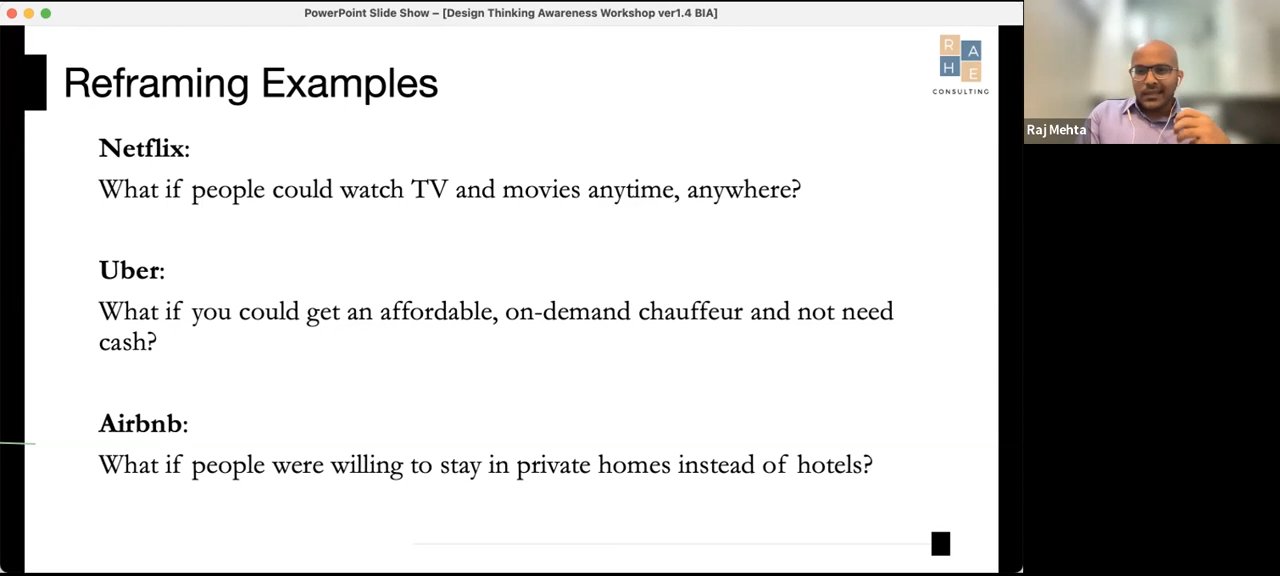 PowerPoint Slide Show – [Design Thinking Awareness Workshop ver1.4 BIA]
R A
H E
CONSULTING
Reframing Examples
Netflix:
What if people could watch TV and movies anytime, anywhere?
Uber:
What if you could get an affordable, on-demand chauffeur and not need
cash?
Airbnb:
What if people were willing to stay in private homes instead of hotels?
Raj Mehta